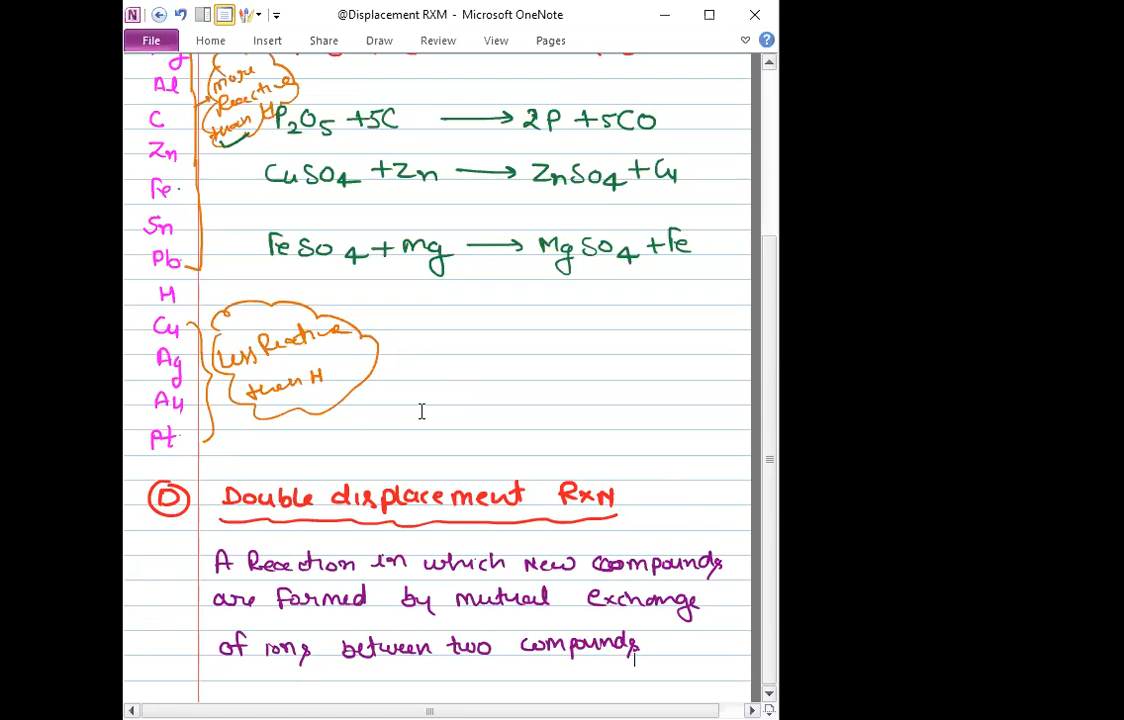 @Displacement RXM - Microsoft OneNote
File Home Insert Share Draw Review View Pages
Al
C
Zn
Fe
Sn
Pb
H
Cu
Ag
Au
Pt
more
Reactive
than H
P₂O₅ +5C ⟶ 2P +5CO
CuSO₄ +Zn ⟶ ZnSO₄ +Cu
FeSO₄ + Mg ⟶ MgSO₄ +Fe
Less Reactive
than H
D Double displacement RxN
A Reaction in which New compounds
are formed by mutual exchange
of ions between two compounds